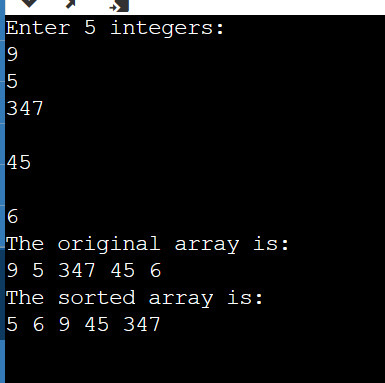 Enter 5 integers:
9
5
347
45
6
The original array is:
9 5 347 45 6
The sorted array is:
5 6 9 45 347